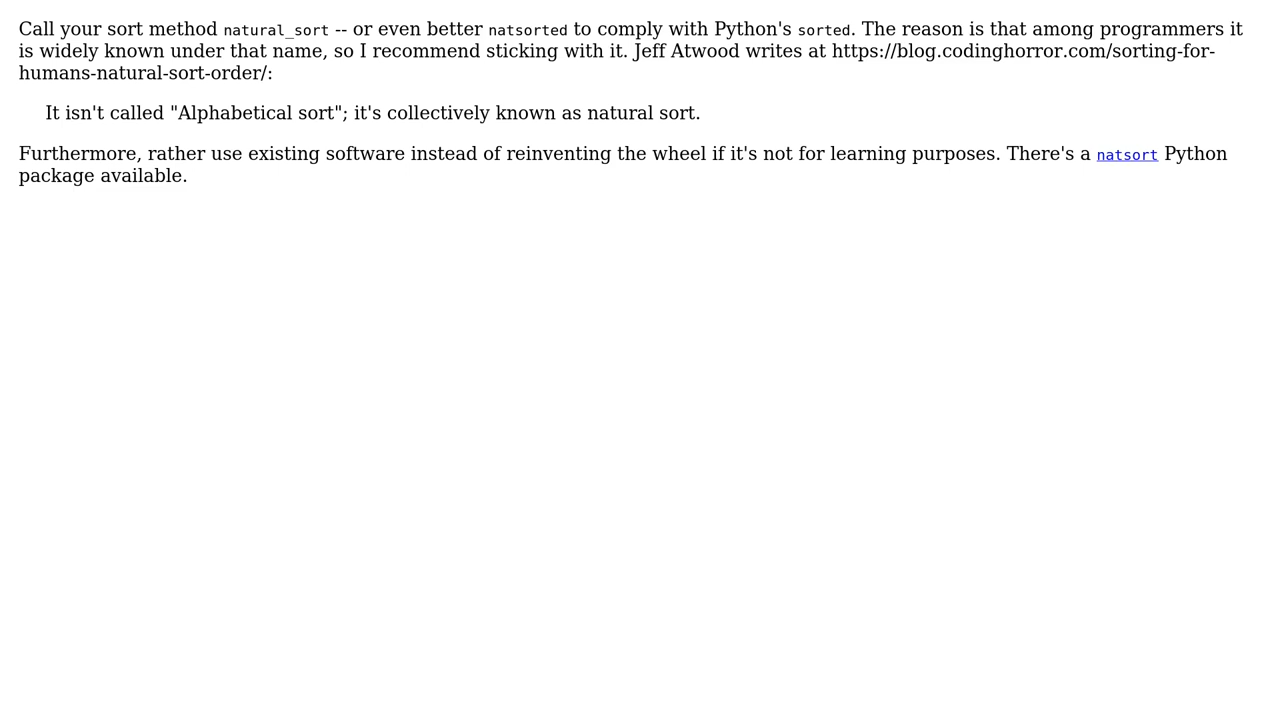 Call your sort method natural_sort -- or even better natsorted to comply with Python's sorted. The reason is that among programmers it
is widely known under that name, so I recommend sticking with it. Jeff Atwood writes at https://blog.codinghorror.com/sorting-for-
humans-natural-sort-order/:
It isn't called "Alphabetical sort"; it's collectively known as natural sort.
Furthermore, rather use existing software instead of reinventing the wheel if it's not for learning purposes. There's a natsort Python
package available.